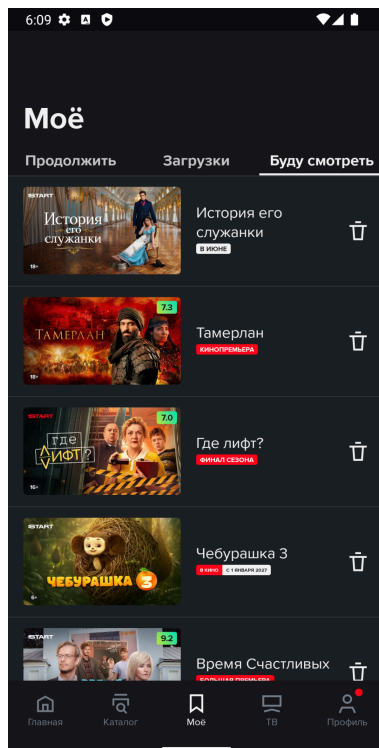 6:09
Моё
Продолжить
Загрузки
Буду смотреть
START
История
его
служанки
18+
История его
служанки
В ИЮНЕ
7.3
ТАМЕРЛАН
18+
Тамерлан
КИНОПРЕМЬЕРА
START
7.0
где
лифт?
16+
Где лифт?
ФИНАЛ СЕЗОНА
START
ЧЕБУРАШКА 3
6+
Чебурашка 3
В КИНО
С 1 ЯНВАРЯ 2027
START
9.2
Время Счастливых
БОЛЬШАЯ ПРЕМЬЕРА
Главная
Каталог
Моё
ТВ
Профиль